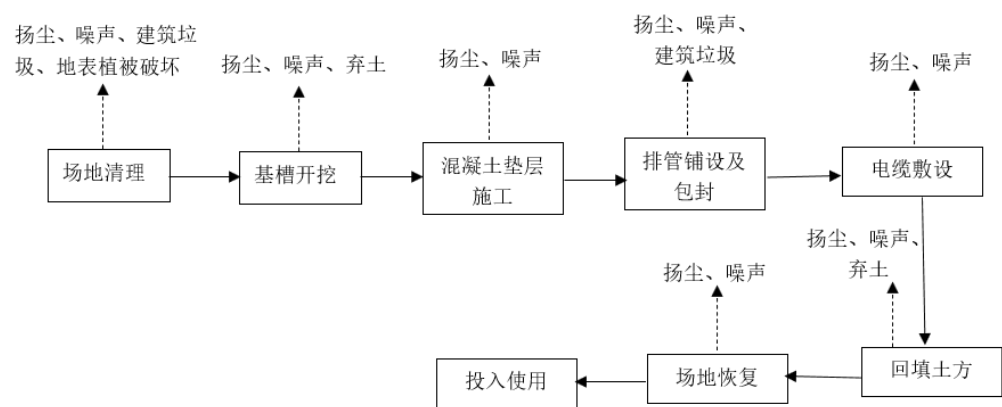 扬尘、噪声、建筑垃
圾、地表植被破坏
扬尘、噪声、弃土
扬尘、噪声
扬尘、噪声、
建筑垃圾
扬尘、噪声
场地清理
基槽开挖
混凝土垫层
施工
排管铺设及
包封
电缆敷设
扬尘、噪声、
弃土
扬尘、噪声
回填土方
场地恢复
投入使用